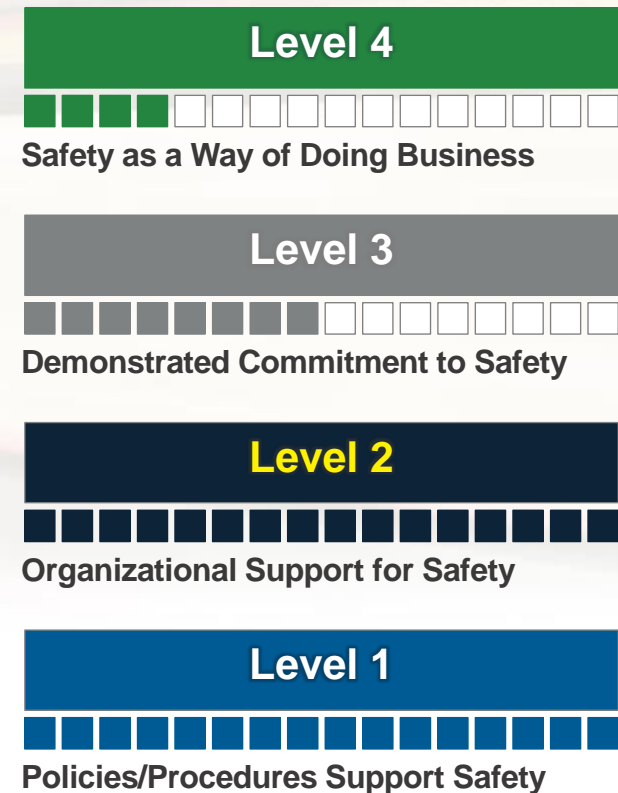 Level 4
Safety as a Way of Doing Business
Level 3
Demonstrated Commitment to Safety
Level 2
Organizational Support for Safety
Level 1
Policies/Procedures Support Safety